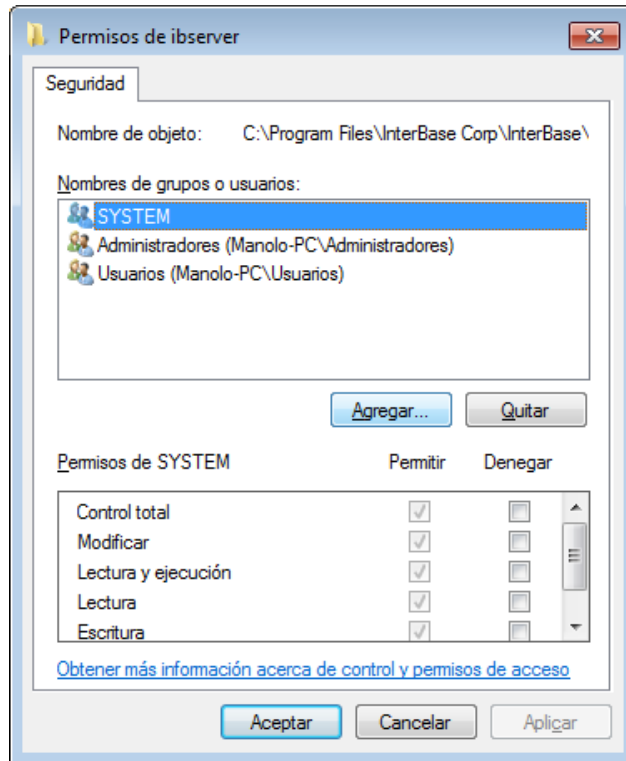 Permisos de ibserver
Seguridad
Nombre de objeto: C:\Program Files\InterBase Corp\InterBase\
Nombres de grupos o usuarios:
SYSTEM
Administradores (Manolo-PC\Administradores)
Usuarios (Manolo-PC\Usuarios)
Agregar... Quitar
Permisos de SYSTEM Permitir Denegar
Control total
Modificar
Lectura y ejecución
Lectura
Escritura
Obtener más información acerca de control y permisos de acceso
Aceptar Cancelar Aplicar